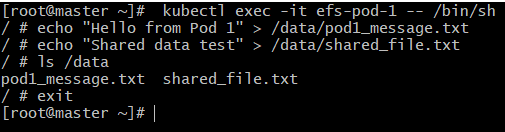 [root@master ~]#  kubectl exec -it efs-pod-1 -- /bin/sh
/ # echo "Hello from Pod 1" > /data/pod1_message.txt
/ # echo "Shared data test" > /data/shared_file.txt
/ # ls /data
pod1_message.txt  shared_file.txt
/ # exit
[root@master ~]#